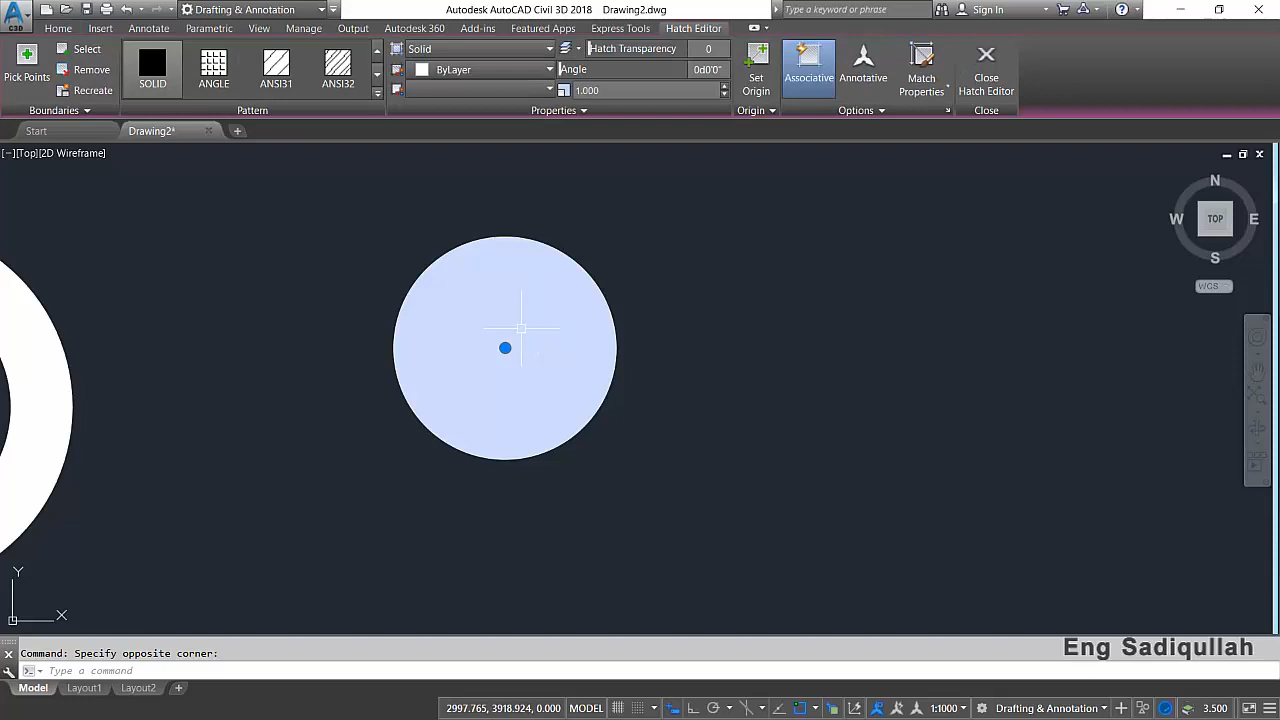 Drafting & Annotation
Autodesk AutoCAD Civil 3D 2018 Drawing2.dwg
Type a keyword or phrase
Sign In
C3D
Home Insert Annotate Parametric View Manage Output Autodesk 360 Add-ins Featured Apps Express Tools Hatch Editor
Pick Points
Select
Remove
Recreate
Boundaries
SOLID ANGLE ANSI31 ANSI32
Pattern
Solid
ByLayer
Hatch Transparency 0
Angle 0d0'0"
1.000
Properties
Set
Origin
Origin
Associative
Annotative
Match
Properties
Options
Close
Hatch Editor
Close
Start Drawing2*
[−][Top][2D Wireframe]
N
W TOP E
S
WCS
Y
X
Command: Specify opposite corner:
Type a command
Eng Sadiqullah
Model Layout1 Layout2
2997.765, 3918.924, 0.000 MODEL 1:1000 Drafting & Annotation 3.500